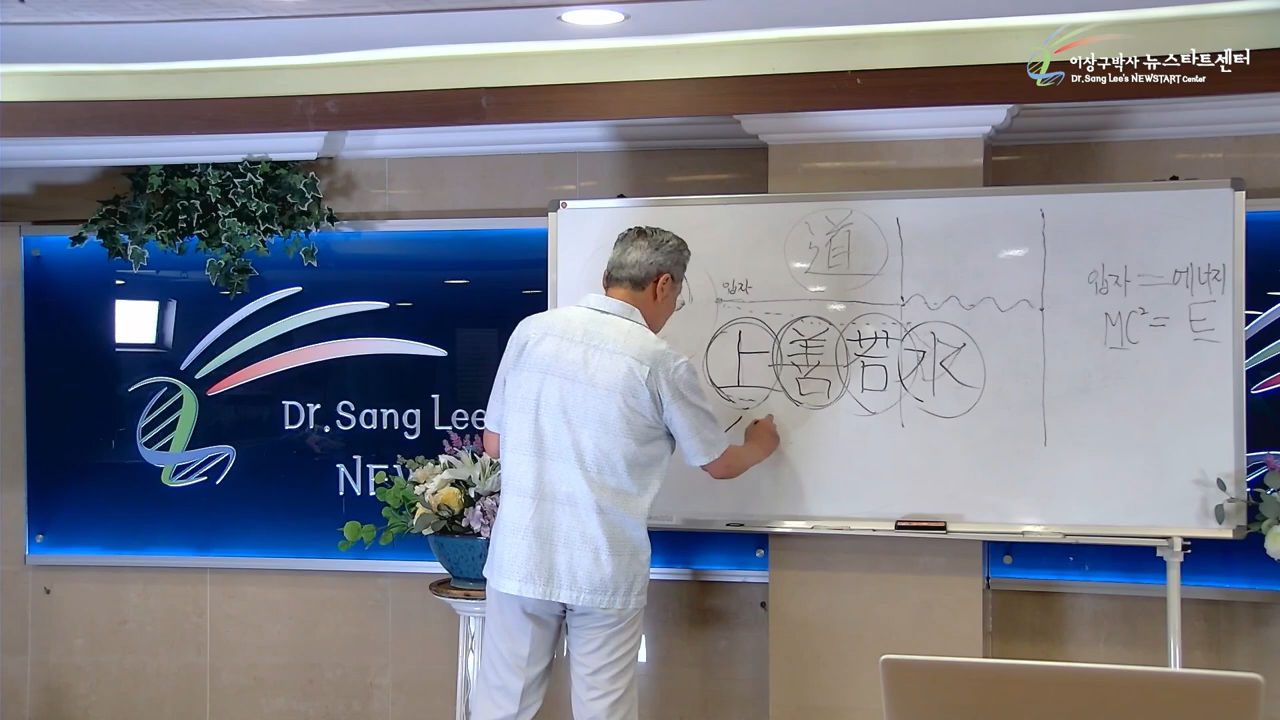 이상구박사 뉴스타트센터
Dr. Sang Lee's NEWSTART Center
道
입자
上善若水
입자 = 에너지
MC² = E
Dr.Sang Lee
NEW